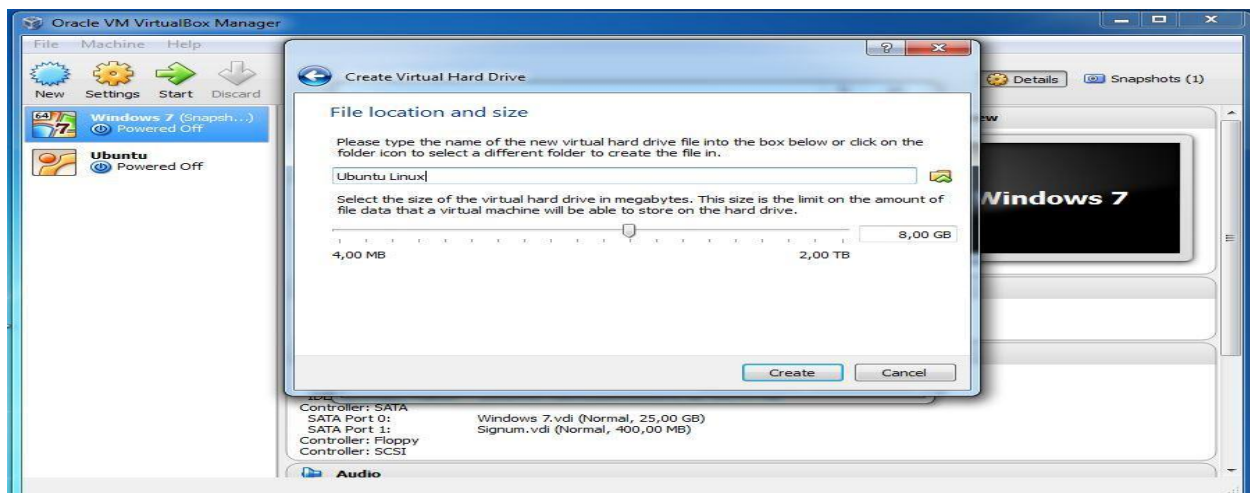 Oracle VM VirtualBox Manager
File Machine Help
New Settings Start Discard
Details Snapshots (1)
64 7 Windows 7 (Snapsh...)
Powered Off
Ubuntu
Powered Off
Create Virtual Hard Drive
File location and size
Please type the name of the new virtual hard drive file into the box below or click on the
folder icon to select a different folder to create the file in.
Ubuntu Linux
Select the size of the virtual hard drive in megabytes. This size is the limit on the amount of
file data that a virtual machine will be able to store on the hard drive.
8,00 GB
4,00 MB 2,00 TB
Create Cancel
Windows 7
Controller: SATA
SATA Port 0: Windows 7.vdi (Normal, 25,00 GB)
SATA Port 1: Signum.vdi (Normal, 400,00 MB)
Controller: Floppy
Controller: SCSI
Audio